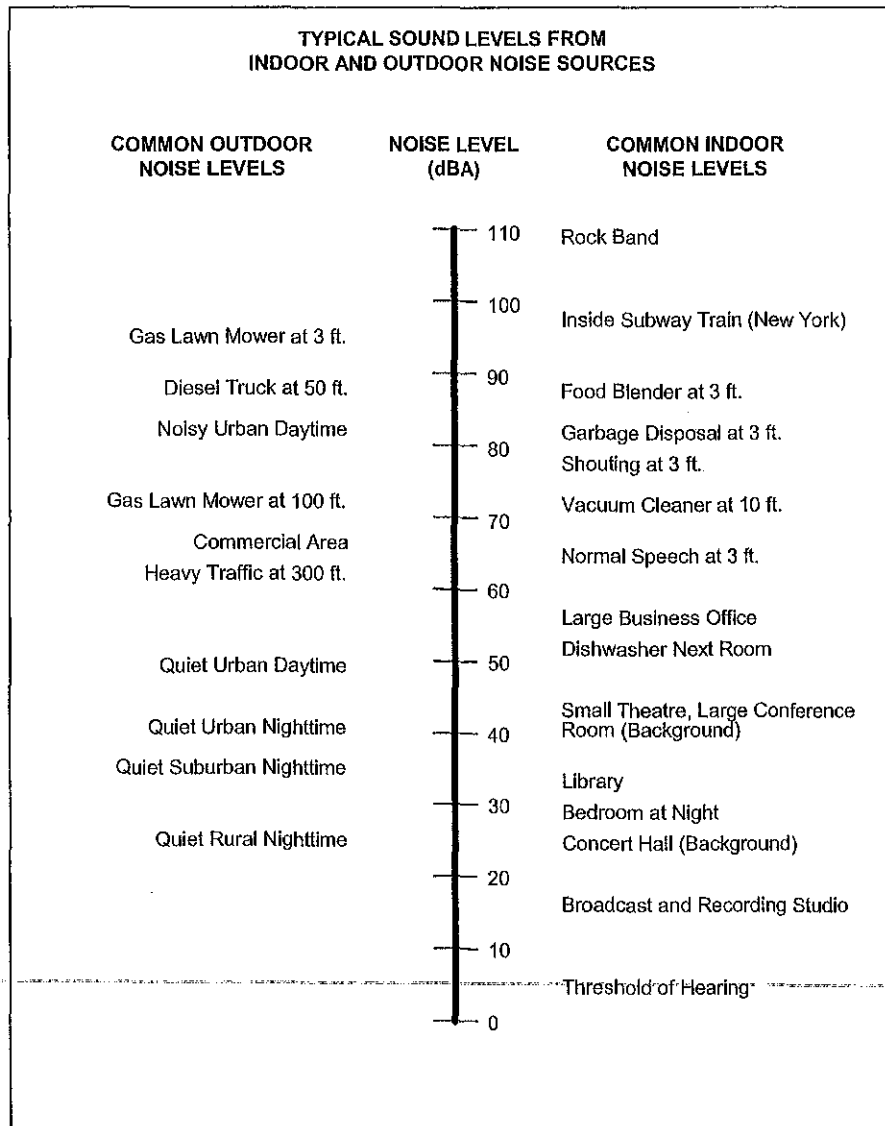 TYPICAL SOUND LEVELS FROM
INDOOR AND OUTDOOR NOISE SOURCES
COMMON OUTDOOR
NOISE LEVELS
NOISE LEVEL
(dBA)
COMMON INDOOR
NOISE LEVELS
110
Rock Band
100
Inside Subway Train (New York)
Gas Lawn Mower at 3 ft.
90
Diesel Truck at 50 ft.
Food Blender at 3 ft.
Noisy Urban Daytime
Garbage Disposal at 3 ft.
80
Shouting at 3 ft.
Gas Lawn Mower at 100 ft.
Vacuum Cleaner at 10 ft.
70
Commercial Area
Normal Speech at 3 ft.
Heavy Traffic at 300 ft.
60
Large Business Office
Dishwasher Next Room
Quiet Urban Daytime
50
Small Theatre, Large Conference
Room (Background)
Quiet Urban Nighttime
40
Quiet Suburban Nighttime
Library
30
Bedroom at Night
Quiet Rural Nighttime
Concert Hall (Background)
20
Broadcast and Recording Studio
10
Threshold of Hearing
0